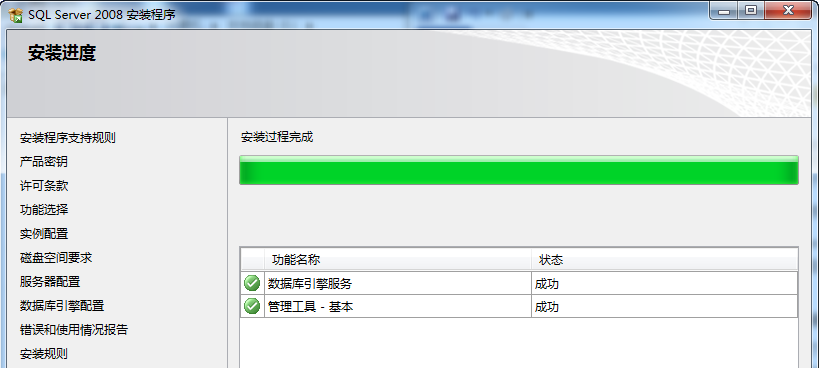 SQL Server 2008 安装程序
安装进度
安装程序支持规则
产品密钥
许可条款
功能选择
实例配置
磁盘空间要求
服务器配置
数据库引擎配置
错误和使用情况报告
安装规则
安装过程完成
功能名称 状态
数据库引擎服务 成功
管理工具 - 基本 成功